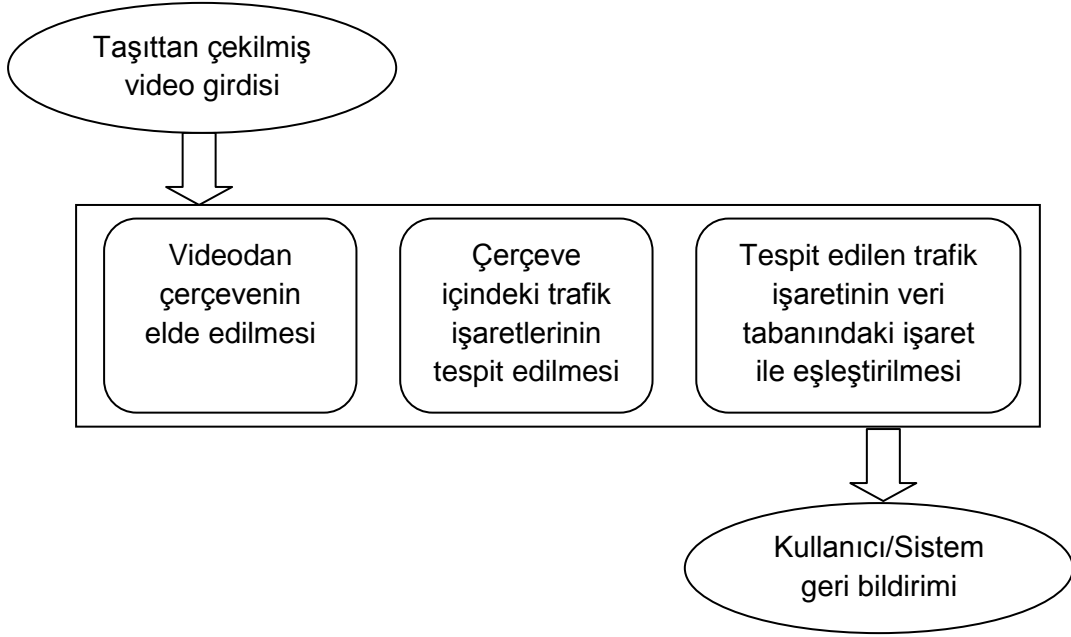 Taşıttan çekilmiş
video girdisi
Videodan
çerçevenin
elde edilmesi
Çerçeve
içindeki trafik
işaretlerinin
tespit edilmesi
Tespit edilen trafik
işaretinin veri
tabanındaki işaret
ile eşleştirilmesi
Kullanıcı/Sistem
geri bildirimi